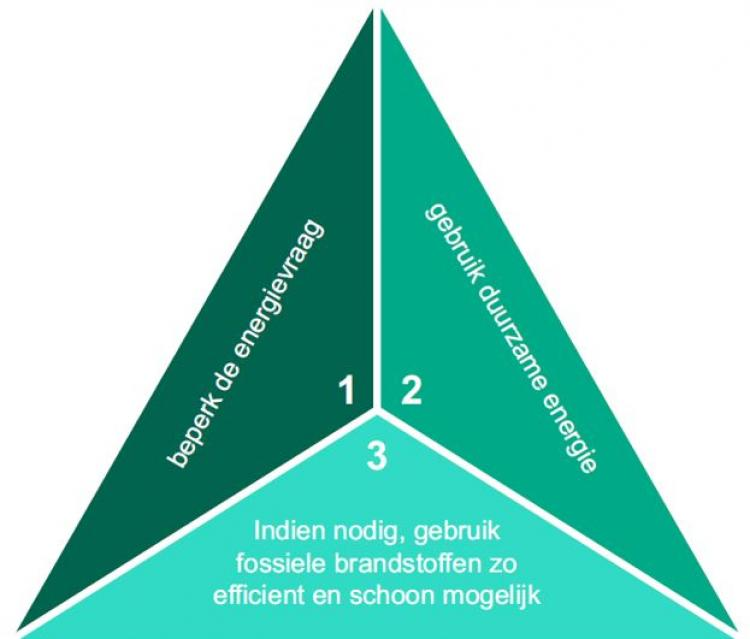 beperk de energievraag
1
gebruik duurzame energie
2
3
Indien nodig, gebruik
fossiele brandstoffen zo
efficient en schoon mogelijk